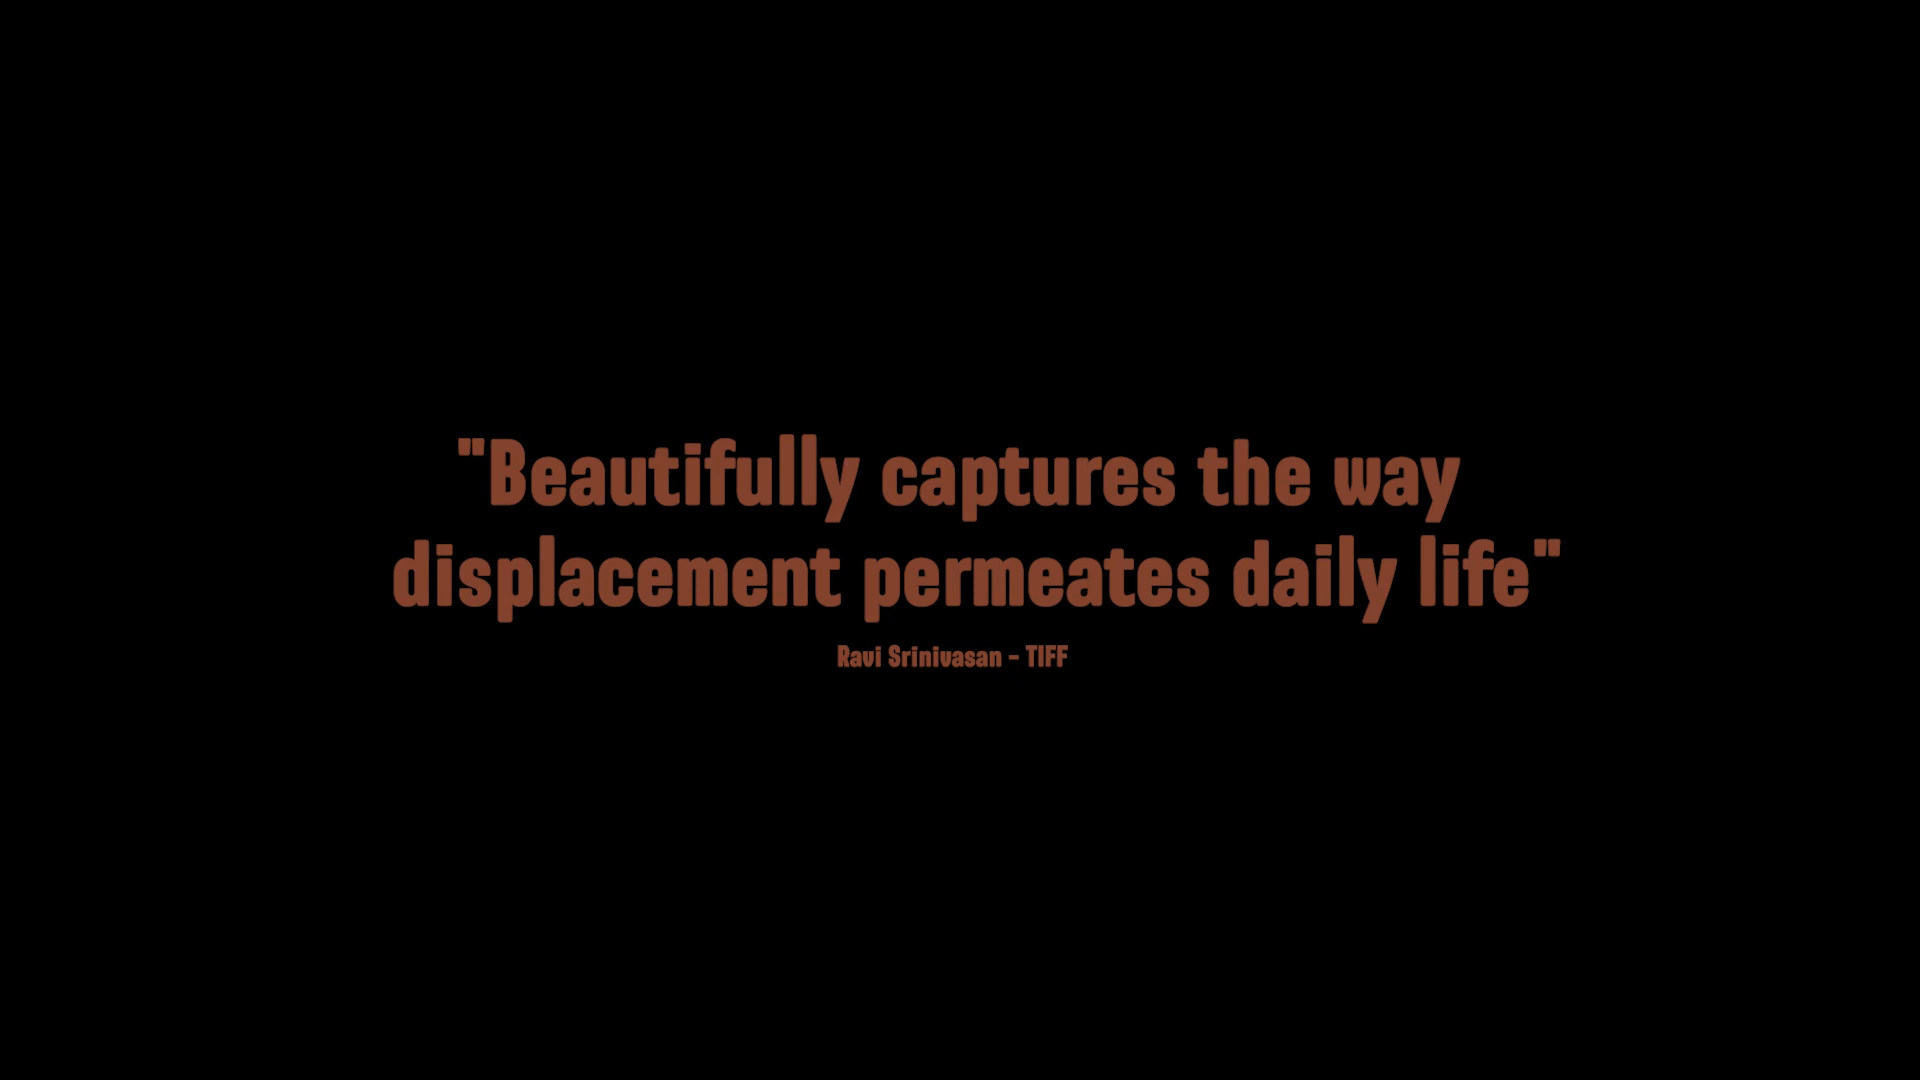 "Beautifully captures the way
displacement permeates daily life"
Ravi Srinivasan - TIFF